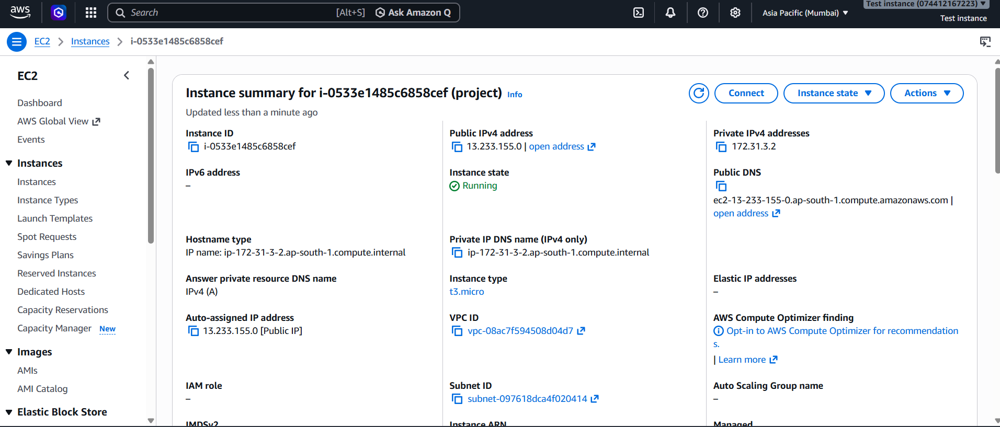 aws
Search [Alt+S] Ask Amazon Q
Asia Pacific (Mumbai)
Test instance (074412167223)
Test instance
EC2 Instances i-0533e1485c6858cef
EC2
Dashboard
AWS Global View
Events
Instances
Instances
Instance Types
Launch Templates
Spot Requests
Savings Plans
Reserved Instances
Dedicated Hosts
Capacity Reservations
Capacity Manager New
Images
AMIs
AMI Catalog
Elastic Block Store
Instance summary for i-0533e1485c6858cef (project) Info
Updated less than a minute ago
Connect
Instance state
Actions
Instance ID
i-0533e1485c6858cef
Public IPv4 address
13.233.155.0 | open address
Private IPv4 addresses
172.31.3.2
IPv6 address
–
Instance state
Running
Public DNS
ec2-13-233-155-0.ap-south-1.compute.amazonaws.com |
open address
Hostname type
IP name: ip-172-31-3-2.ap-south-1.compute.internal
Private IP DNS name (IPv4 only)
ip-172-31-3-2.ap-south-1.compute.internal
Answer private resource DNS name
IPv4 (A)
Instance type
t3.micro
Elastic IP addresses
–
Auto-assigned IP address
13.233.155.0 [Public IP]
VPC ID
vpc-08ac7f594508d04d7
AWS Compute Optimizer finding
Opt-in to AWS Compute Optimizer for recommendation
s.
| Learn more
IAM role
–
Subnet ID
subnet-097618dca4f020414
Auto Scaling Group name
–
IMDSv2
Instance ARN
Managed